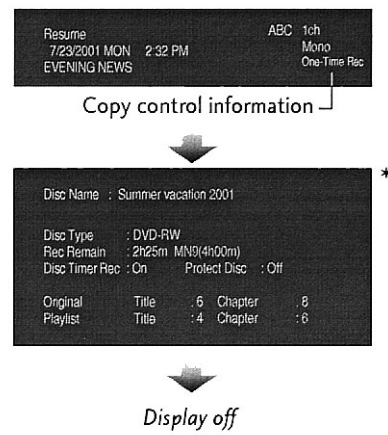 Resume ABC 1ch
7/23/2001 MON 2:32 PM Mono
EVENING NEWS One-Time Rec
Copy control information
*
Disc Name : Summer vacation 2001
Disc Type : DVD-RW
Rec Remain : 2h25m MN9(4h00m)
Disc Timer Rec : On Protect Disc : Off
Original Title : 6 Chapter : 8
Playlist Title : 4 Chapter : 6
Display off